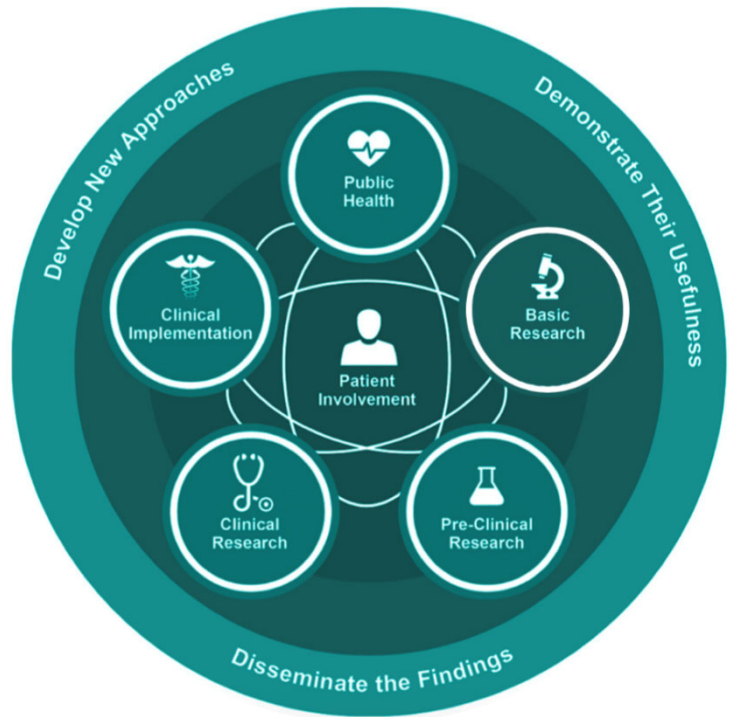 Develop New Approaches
Demonstrate Their Usefulness
Public
Health
Clinical
Implementation
Basic
Research
Patient
Involvement
Clinical
Research
Pre-Clinical
Research
Disseminate the Findings